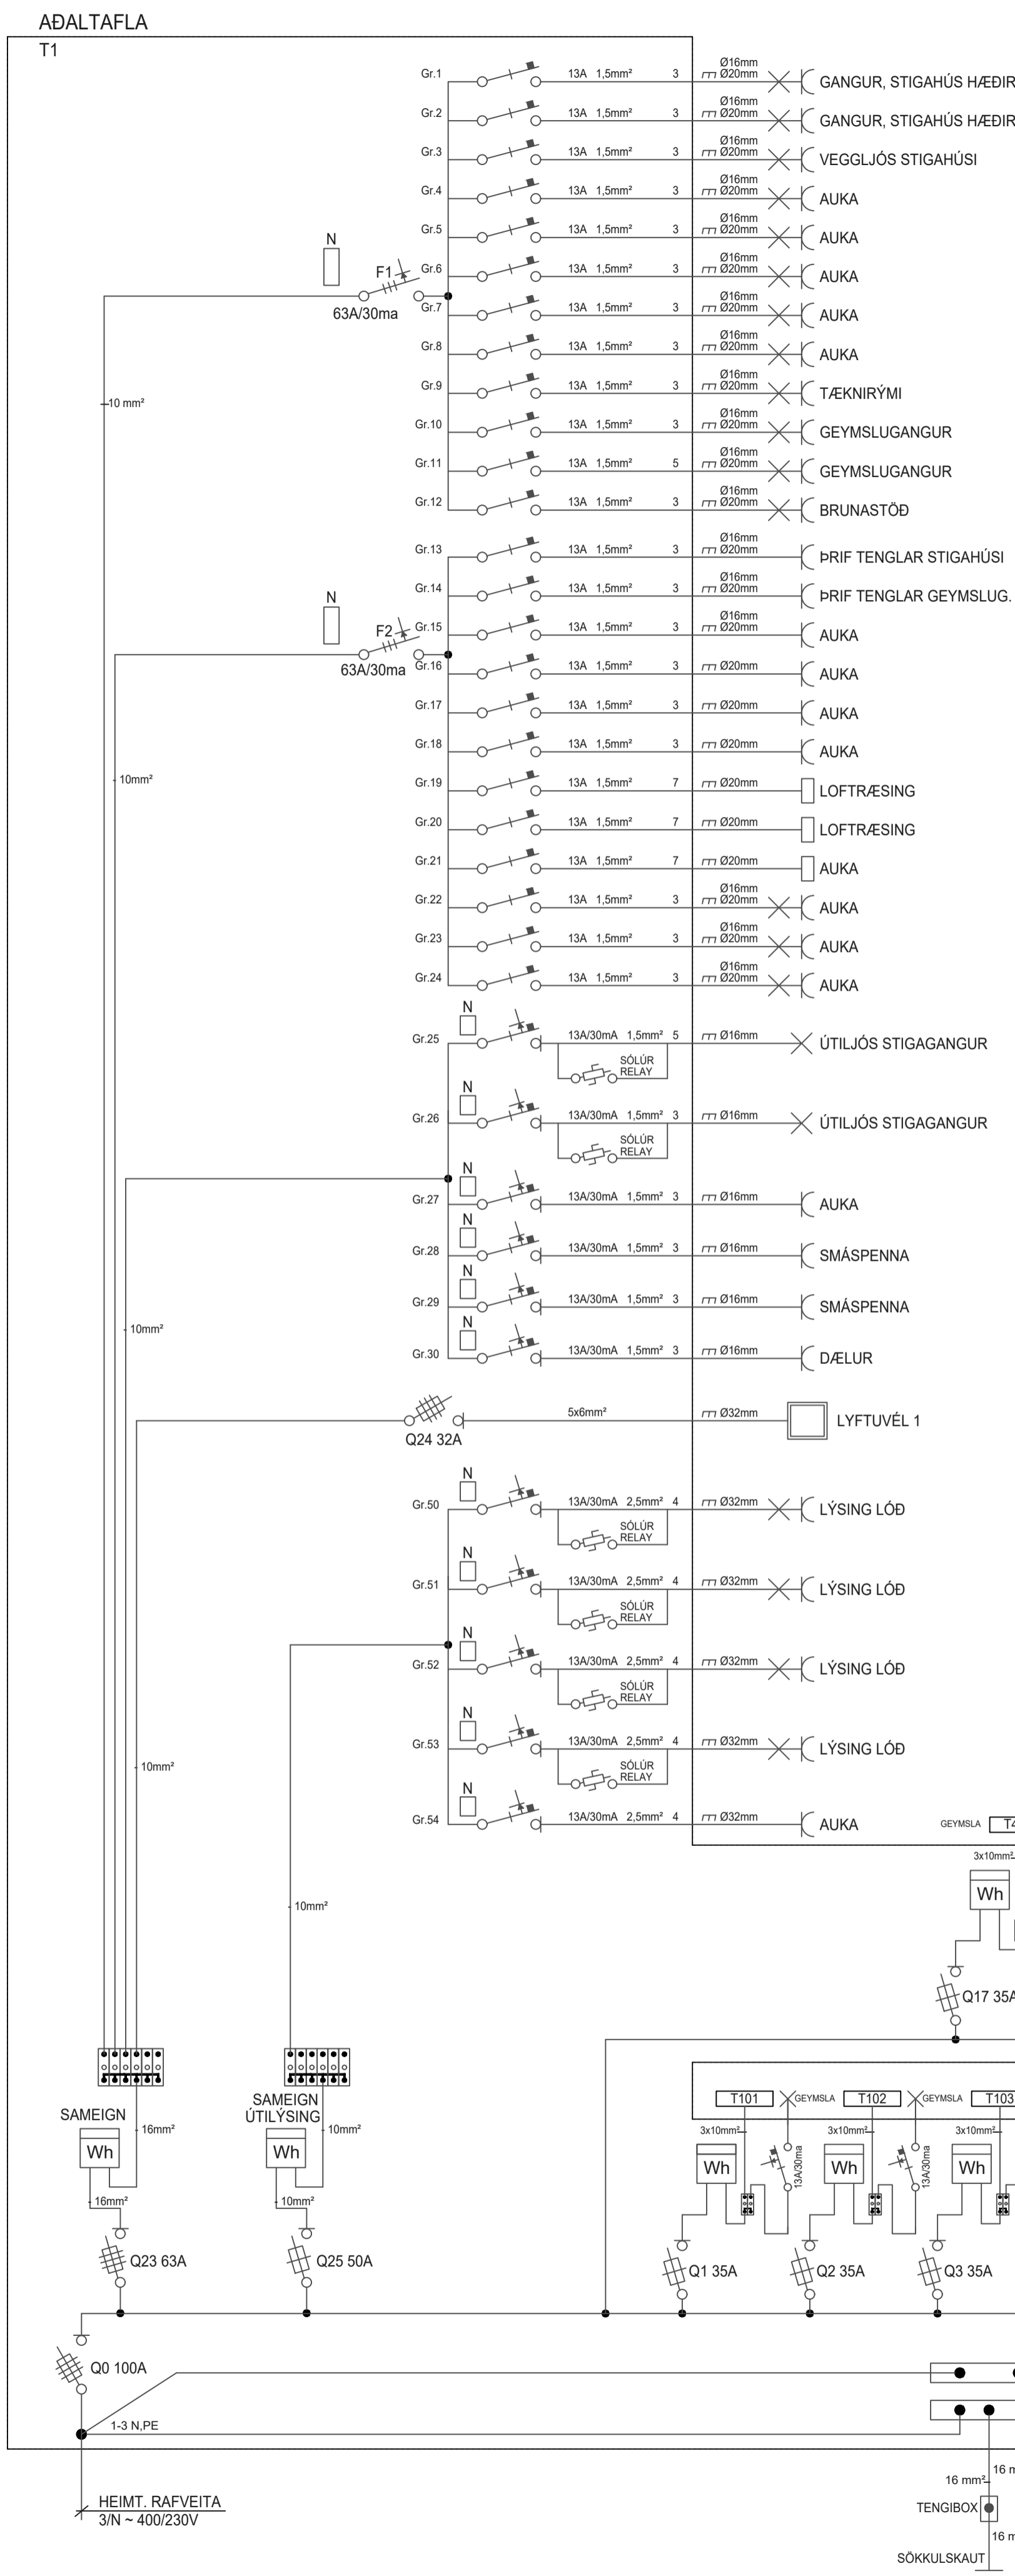 AÐALTAFLA
T1
Gr.1 13A 1,5mm² 3 Ø16mm Ø20mm GANGUR, STIGAHÚS HÆÐIR
Gr.2 13A 1,5mm² 3 Ø16mm Ø20mm GANGUR, STIGAHÚS HÆÐIR
Gr.3 13A 1,5mm² 3 Ø16mm Ø20mm VEGGLJÓS STIGAHÚSI
Gr.4 13A 1,5mm² 3 Ø16mm Ø20mm AUKA
Gr.5 13A 1,5mm² 3 Ø16mm Ø20mm AUKA
N
F1
63A/30ma
Gr.6 13A 1,5mm² 3 Ø16mm Ø20mm AUKA
Gr.7 13A 1,5mm² 3 Ø16mm Ø20mm AUKA
Gr.8 13A 1,5mm² 3 Ø16mm Ø20mm AUKA
Gr.9 13A 1,5mm² 3 Ø16mm Ø20mm TÆKNIRÝMI
10 mm²
Gr.10 13A 1,5mm² 3 Ø16mm Ø20mm GEYMSLUGANGUR
Gr.11 13A 1,5mm² 5 Ø16mm Ø20mm GEYMSLUGANGUR
Gr.12 13A 1,5mm² 3 Ø16mm Ø20mm BRUNASTÖÐ
Gr.13 13A 1,5mm² 3 Ø16mm Ø20mm ÞRIF TENGLAR STIGAHÚSI
Gr.14 13A 1,5mm² 3 Ø16mm Ø20mm ÞRIF TENGLAR GEYMSLUG.
N
F2
63A/30ma
Gr.15 13A 1,5mm² 3 Ø16mm Ø20mm AUKA
Gr.16 13A 1,5mm² 3 Ø20mm AUKA
Gr.17 13A 1,5mm² 3 Ø20mm AUKA
Gr.18 13A 1,5mm² 3 Ø20mm AUKA
10mm²
Gr.19 13A 1,5mm² 7 Ø20mm LOFTRÆSING
Gr.20 13A 1,5mm² 7 Ø20mm LOFTRÆSING
Gr.21 13A 1,5mm² 7 Ø20mm AUKA
Gr.22 13A 1,5mm² 3 Ø16mm Ø20mm AUKA
Gr.23 13A 1,5mm² 3 Ø16mm Ø20mm AUKA
Gr.24 13A 1,5mm² 3 Ø16mm Ø20mm AUKA
N
Gr.25 13A/30mA 1,5mm² 5 Ø16mm ÚTILJÓS STIGAGANGUR
SÓLÚR
RELAY
N
Gr.26 13A/30mA 1,5mm² 3 Ø16mm ÚTILJÓS STIGAGANGUR
SÓLÚR
RELAY
N
Gr.27 13A/30mA 1,5mm² 3 Ø16mm AUKA
N
Gr.28 13A/30mA 1,5mm² 3 Ø16mm SMÁSPENNA
N
Gr.29 13A/30mA 1,5mm² 3 Ø16mm SMÁSPENNA
10mm²
N
Gr.30 13A/30mA 1,5mm² 3 Ø16mm DÆLUR
Q24 32A 5x6mm² Ø32mm LYFTUVÉL 1
N
Gr.50 13A/30mA 2,5mm² 4 Ø32mm LÝSING LÓÐ
SÓLÚR
RELAY
N
Gr.51 13A/30mA 2,5mm² 4 Ø32mm LÝSING LÓÐ
SÓLÚR
RELAY
N
Gr.52 13A/30mA 2,5mm² 4 Ø32mm LÝSING LÓÐ
SÓLÚR
RELAY
N
Gr.53 13A/30mA 2,5mm² 4 Ø32mm LÝSING LÓÐ
10mm²
SÓLÚR
RELAY
N
Gr.54 13A/30mA 2,5mm² 4 Ø32mm AUKA
GEYMSLA
3x10mm²
Wh
10mm²
Q17 35A
SAMEIGN
SAMEIGN
ÚTILÝSING
T101 GEYMSLA T102 GEYMSLA T103
16mm² 10mm² 3x10mm² 3x10mm² 3x10mm²
Wh Wh Wh Wh Wh
13A/30ma 13A/30ma
16mm² 10mm²
Q23 63A Q25 50A Q1 35A Q2 35A Q3 35A
Q0 100A
1-3 N,PE
16 mm²
HEIMT. RAFVEITA
3/N ~ 400/230V
TENGIBOX
SÖKKULSKAUT